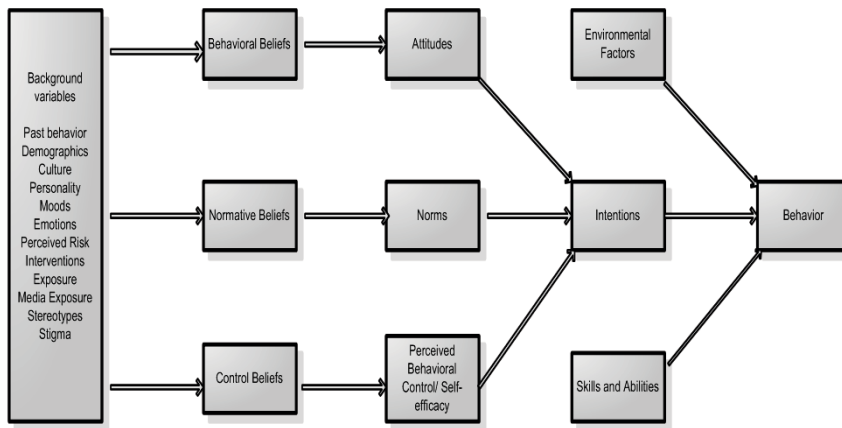 Background
variables
Past behavior
Demographics
Culture
Personality
Moods
Emotions
Perceived Risk
Interventions
Exposure
Media Exposure
Stereotypes
Stigma
Behavioral Beliefs
Normative Beliefs
Control Beliefs
Attitudes
Norms
Perceived
Behavioral
Control/ Self-
efficacy
Environmental
Factors
Intentions
Skills and Abilities
Behavior